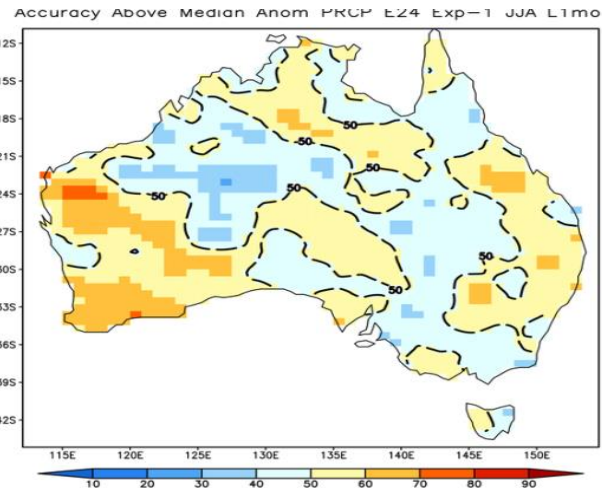 Accuracy Above Median Anom PRCP E24 Exp-1 JJA L1mo
12S
15S
18S
21S
24S
27S
30S
33S
36S
39S
42S
50
50
50
50
50
50
50
115E 120E 125E 130E 135E 140E 145E 150E
10 20 30 40 50 60 70 80 90